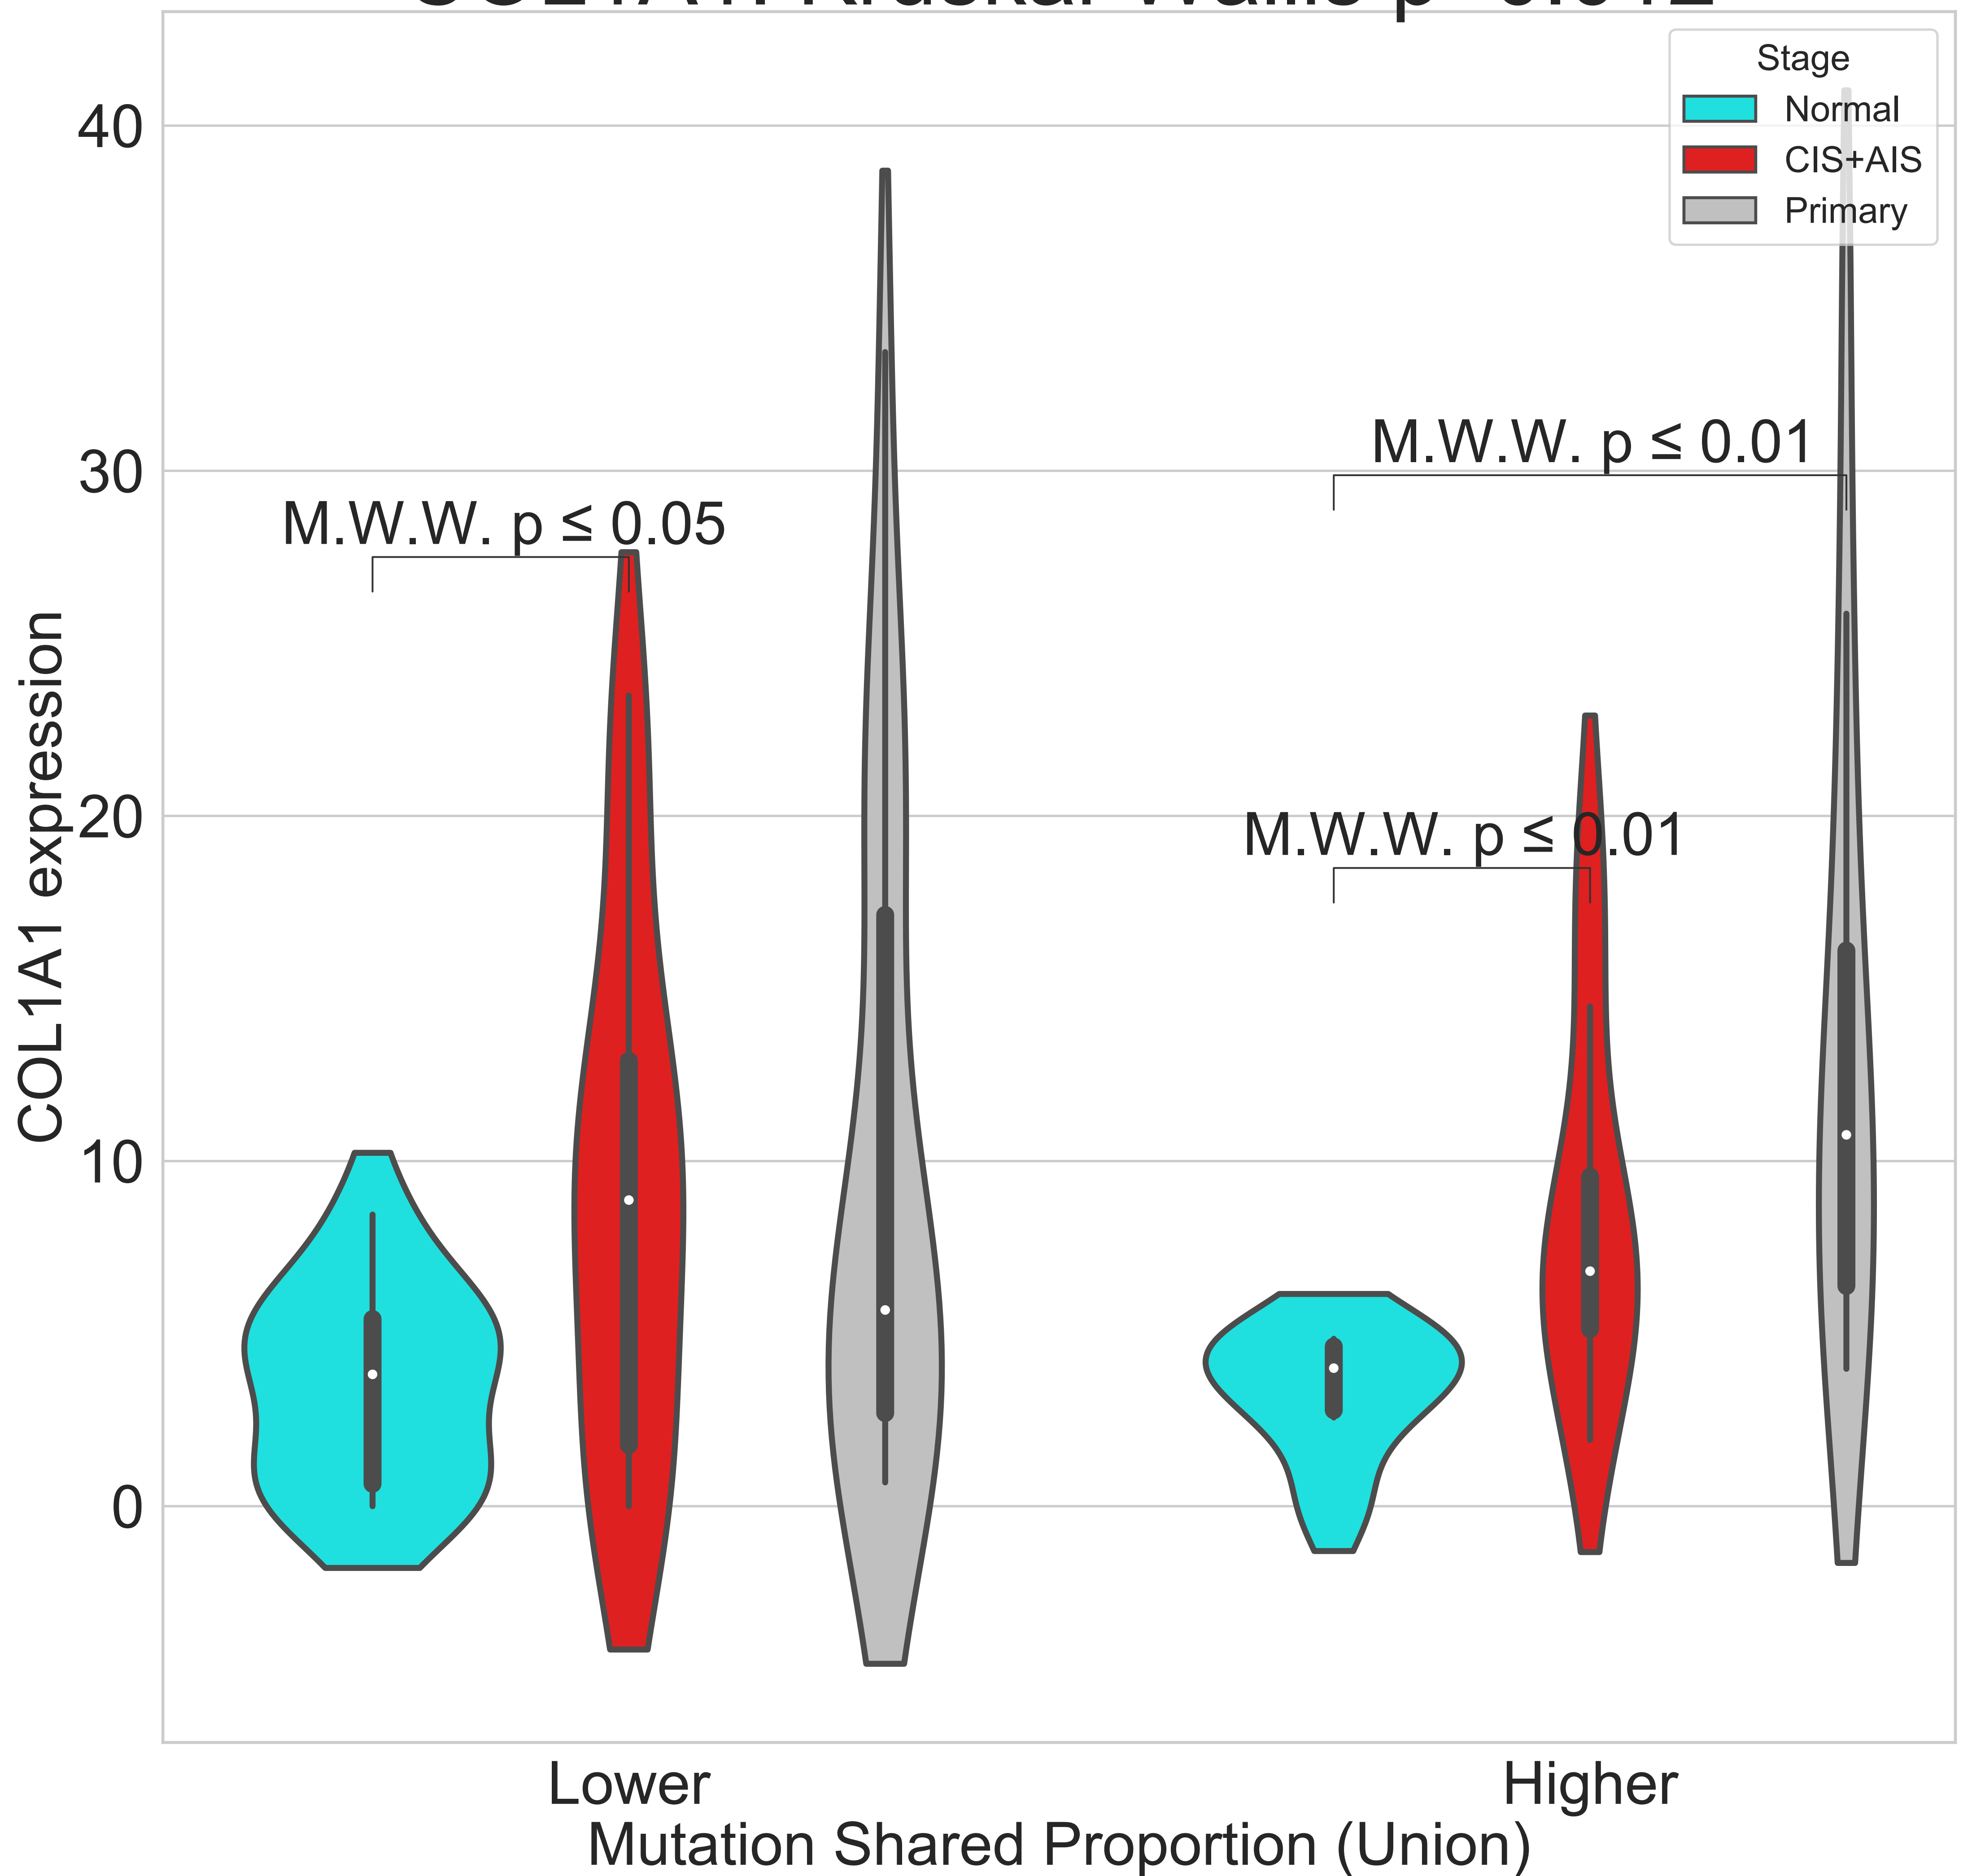 Stage
Normal
CIS+AIS
Primary
40
30
20
10
0
COL1A1 expression
M.W.W. p ≤ 0.05
M.W.W. p ≤ 0.01
M.W.W. p ≤ 0.01
Lower
Higher
Mutation Shared Proportion (Union)